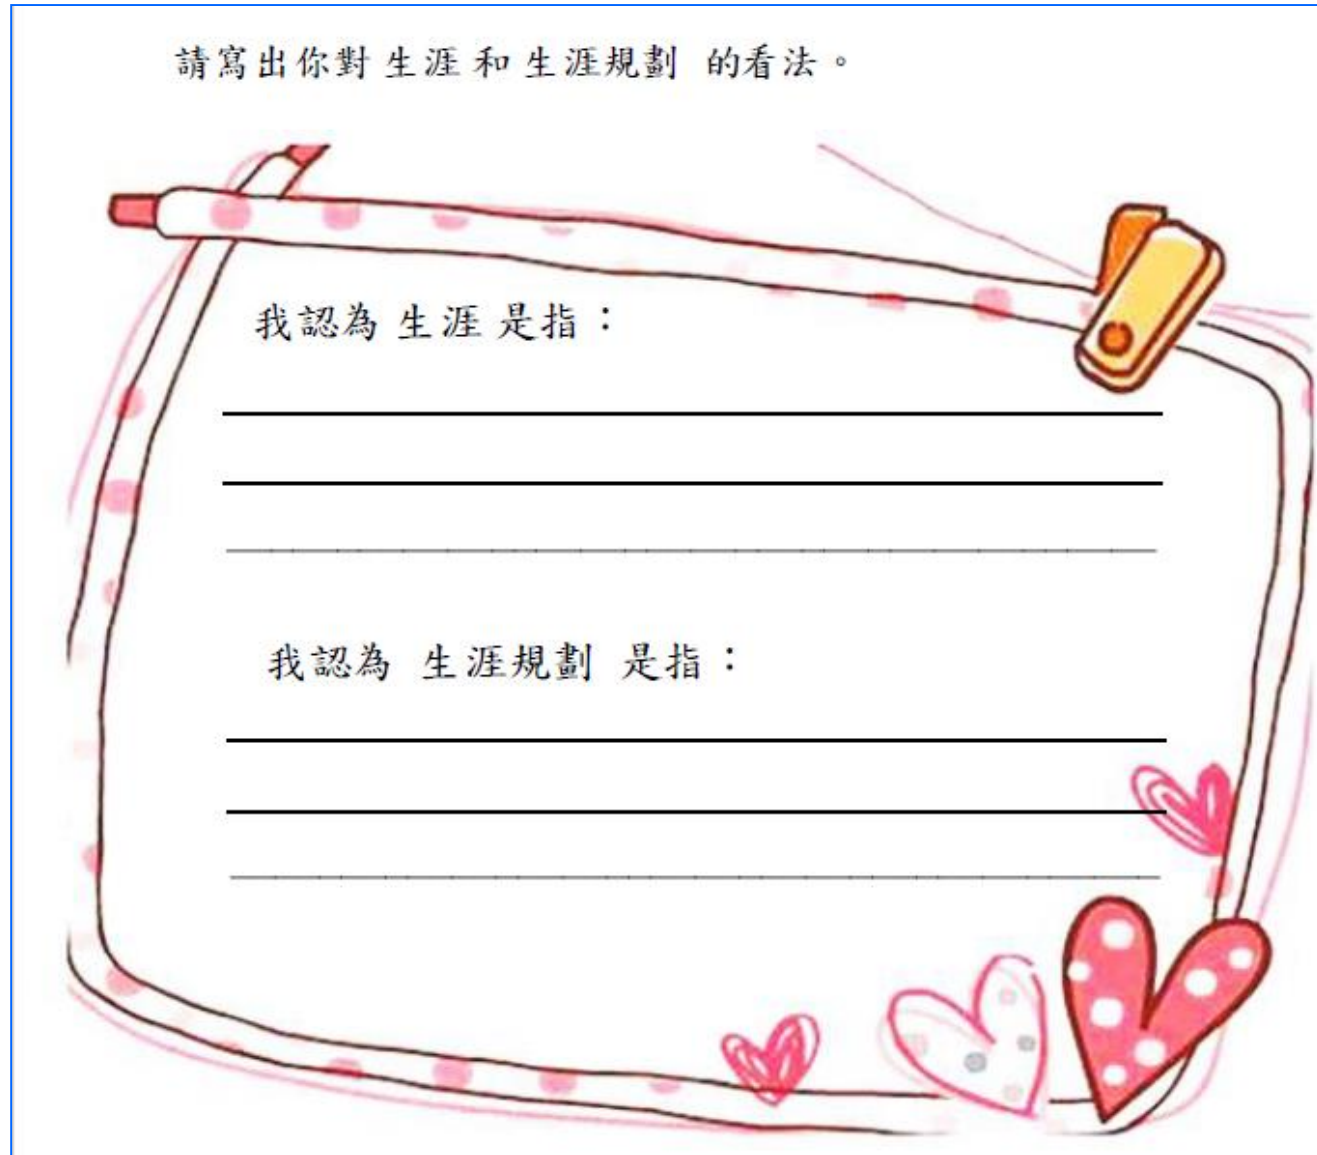 請寫出你對 生涯 和 生涯規劃 的看法。
我認為 生涯 是指：
我認為 生涯規劃 是指：